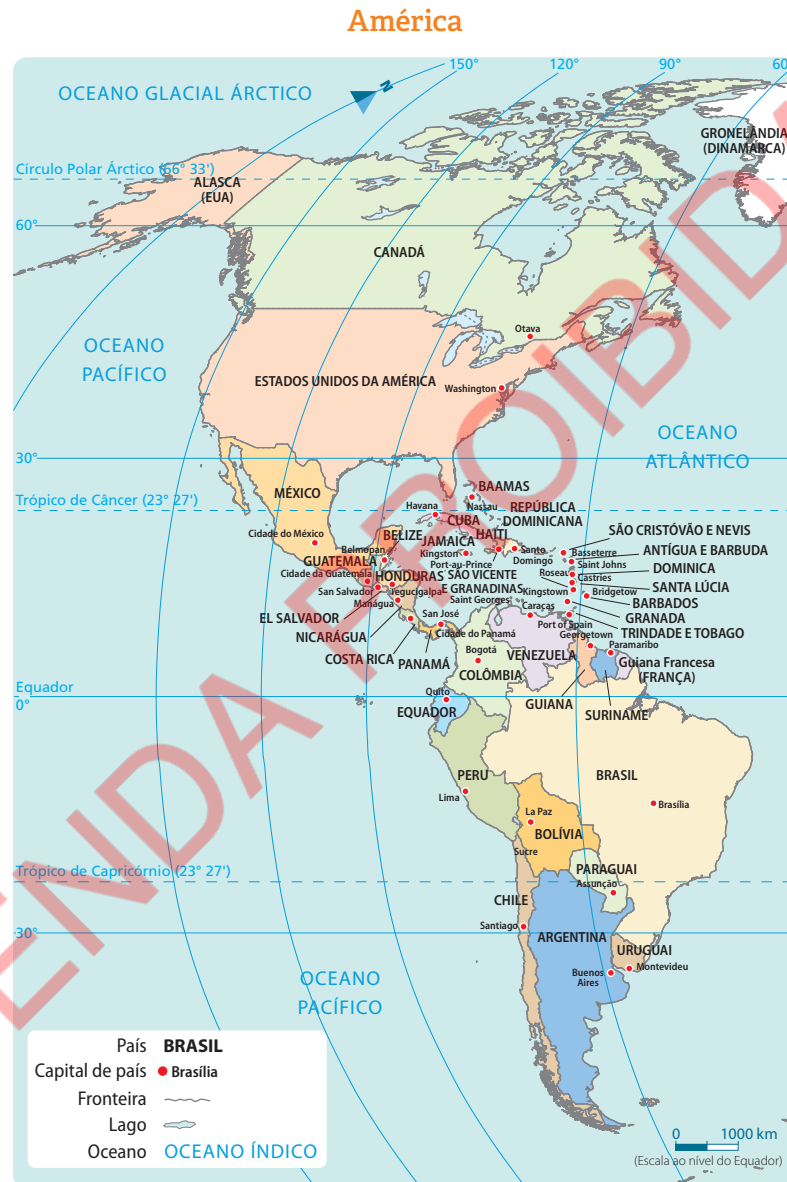 América
150°
120°
90°
60
N
OCEANO GLACIAL ÁRCTICO
GRONELÂNDIA
(DINAMARCA)
Círculo Polar Árctico (66° 33')
ALASCA
(EUA)
60°
CANADÁ
OCEANO
PACÍFICO
Otava
ESTADOS UNIDOS DA AMÉRICA
Washington
OCEANO
ATLÂNTICO
30°
Trópico de Câncer (23° 27')
MÉXICO
Cidade do México
BAAMAS
Nassau
Havana
CUBA
REPÚBLICA
DOMINICANA
HAITI
JAMAICA
Kingston
Port-au-Prince
Santo
Domingo
BELIZE
Belmopan
GUATEMALA
Cidade da Guatemala
HONDURAS
Tegucigalpa
San Salvador
EL SALVADOR
Manágua
NICARÁGUA
San José
COSTA RICA
Cidade do Panamá
PANAMÁ
SÃO CRISTÓVÃO E NEVIS
Basseterre
ANTÍGUA E BARBUDA
Saint Johns
DOMINICA
Roseau
SANTA LÚCIA
Castries
SÃO VICENTE
E GRANADINAS
Kingstown
BARBADOS
Bridgetow
GRANADA
Saint Georges
TRINDADE E TOBAGO
Port of Spain
Caraças
VENEZUELA
Georgetown
GUIANA
Paramaribo
SURINAME
Guiana Francesa
(FRANÇA)
Bogotá
COLÔMBIA
Equador
0°
Quito
EQUADOR
PERU
Lima
BRASIL
Brasília
La Paz
BOLÍVIA
Sucre
Trópico de Capricórnio (23° 27')
PARAGUAI
Assunção
CHILE
Santiago
30°
ARGENTINA
URUGUAI
Montevideu
Buenos
Aires
OCEANO
PACÍFICO
País BRASIL
Capital de país Brasília
Fronteira
Lago
Oceano OCEANO ÍNDICO
0 1000 km
(Escala ao nível do Equador)
ENDA PROIBIDA